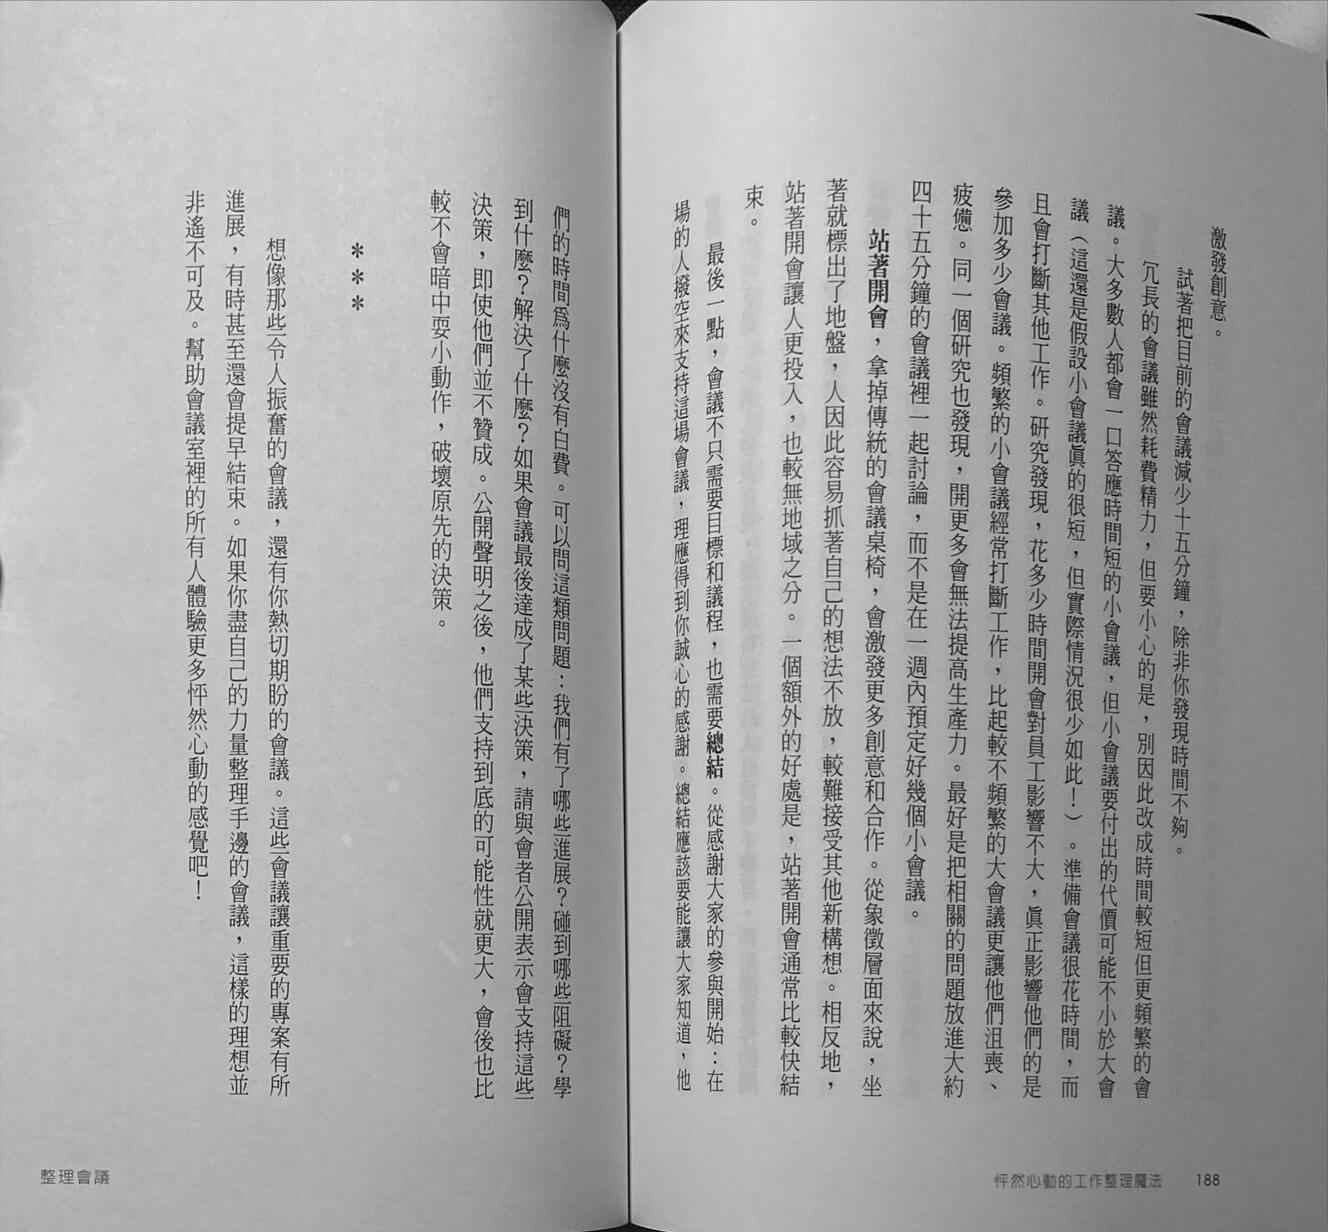 激發創意。
試著把目前的會議減少十五分鐘，除非你發現時間不夠。
冗長的會議雖然耗費精力，但要小心的是，別因此改成時間較短但更頻繁的會
議。大多數人都會一口答應時間短的小會議，但小會議要付出的代價可能不小於大會
議（這還是假設小會議真的很短，但實際情況很少如此！）。準備會議很花時間，而
且會打斷其他工作。研究發現，花多少時間開會對員工影響不大，真正影響他們的是
參加多少會議。頻繁的小會議經常打斷工作，比起較不頻繁的大會議更讓他們沮喪、
疲憊。同一個研究也發現，開更多會無法提高生產力。最好是把相關的問題放進大約
四十五分鐘的會議裡一起討論，而不是在一週內預定好幾個小會議。
站著開會，拿掉傳統的會議桌椅，會激發更多創意和合作。從象徵層面來說，坐
著就標出了地盤，人因此容易抓著自己的想法不放，較難接受其他新構想。相反地，
站著開會讓人更投入，也較無地域之分。一個額外的好處是，站著開會通常比較快結
束。
最後一點，會議不只需要目標和議程，也需要總結。從感謝大家的參與開始：在
場的人撥空來支持這場會議，理應得到你誠心的感謝。總結應該要能讓大家知道，他
怦然心動的工作整理魔法 188
們的時間為什麼沒有白費。可以問這類問題：我們有了哪些進展？碰到哪些阻礙？學
到什麼？解決了什麼？如果會議最後達成了某些決策，請與會者公開表示會支持這些
決策，即使他們並不贊成。公開聲明之後，他們支持到底的可能性就更大，會後也比
較不會暗中耍小動作，破壞原先的決策。
＊＊＊
想像那些令人振奮的會議，還有你熱切期盼的會議。這些會議讓重要的專案有所
進展，有時甚至還會提早結束。如果你盡自己的力量整理手邊的會議，這樣的理想並
非遙不可及。幫助會議室裡的所有人體驗更多怦然心動的感覺吧！
整理會議